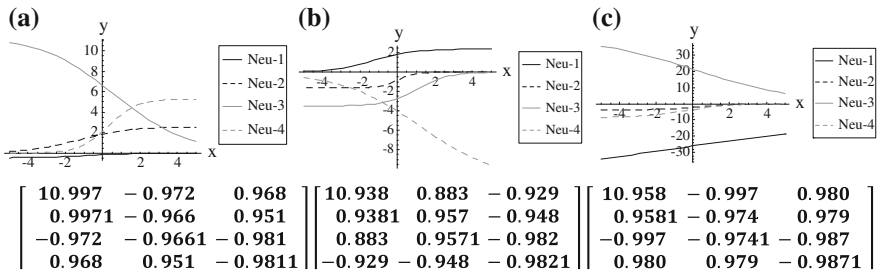 (a) (b) (c)
y y y
10
8
6
4
2
-4 -2 2 4 x
Neu-1
Neu-2
Neu-3
Neu-4
2
-2
-4
-6
-8
-4 -2 2 4 x
Neu-1
Neu-2
Neu-3
Neu-4
30
20
10
-10
-20
-30
-4 -2 2 4 x
Neu-1
Neu-2
Neu-3
Neu-4
10.997 −0.972 0.968 10.938 0.883 −0.929 10.958 −0.997 0.980
0.9971 −0.966 0.951 0.9381 0.957 −0.948 0.9581 −0.974 0.979
−0.972 −0.9661 −0.981 0.883 0.9571 −0.982 −0.997 −0.9741 −0.987
0.968 0.951 −0.9811 −0.929 −0.948 −0.9821 0.980 0.979 −0.9871